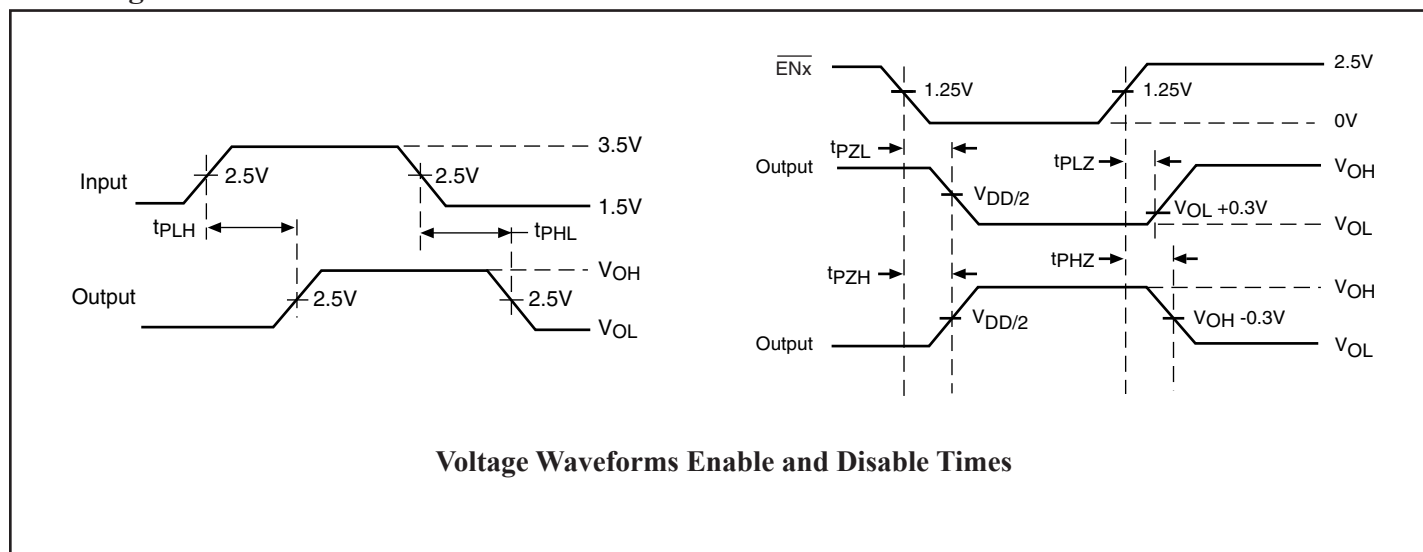 Input
2.5V
2.5V
3.5V
1.5V
tPLH
tPHL
Output
2.5V
2.5V
VOH
VOL
ENx
1.25V
1.25V
2.5V
0V
Output
tPZL
VDD/2
tPLZ
VOL +0.3V
VOH
VOL
Output
tPZH
VDD/2
tPHZ
VOH -0.3V
VOH
VOL
Voltage Waveforms Enable and Disable Times